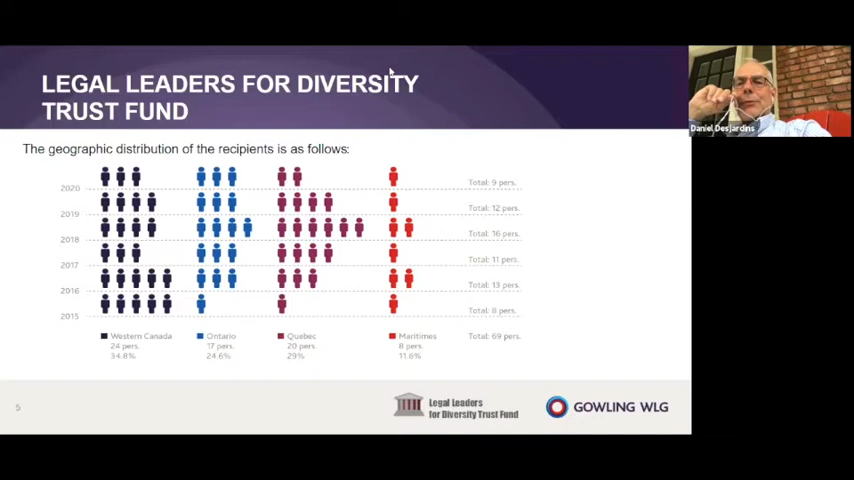 LEGAL LEADERS FOR DIVERSITY
TRUST FUND
Daniel Desjardins
The geographic distribution of the recipients is as follows:
2020 Total: 9 pers.
2019 Total: 12 pers.
2018 Total: 16 pers.
2017 Total: 11 pers.
2016 Total: 13 pers.
2015 Total: 8 pers.
Western Canada Ontario Quebec Maritimes Total: 69 pers.
24 pers. 17 pers. 20 pers. 8 pers.
34.8% 24.6% 29% 11.6%
5
Legal Leaders
for Diversity Trust Fund
GOWLING WLG